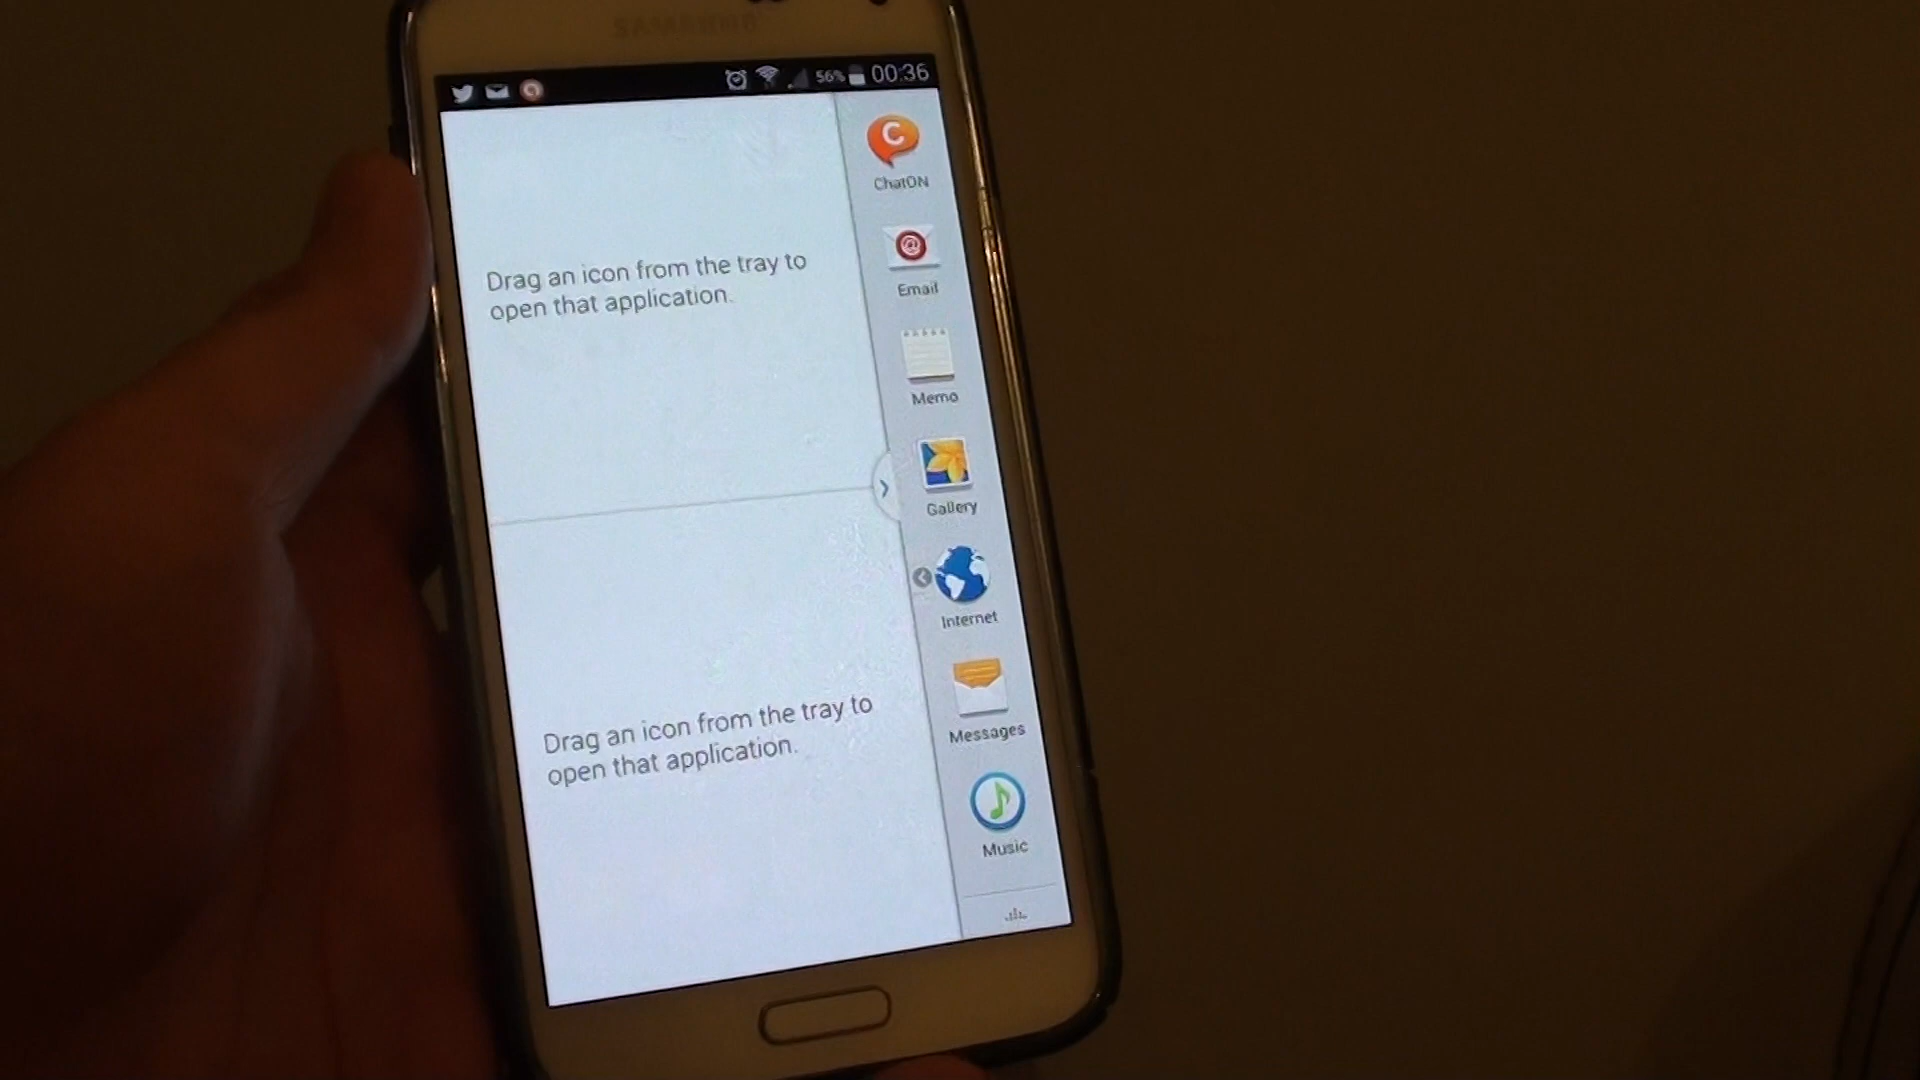 SAMSUNG
56% 00:36
Drag an icon from the tray to
open that application.
Drag an icon from the tray to
open that application.
ChatON
Email
Memo
Gallery
Internet
Messages
Music